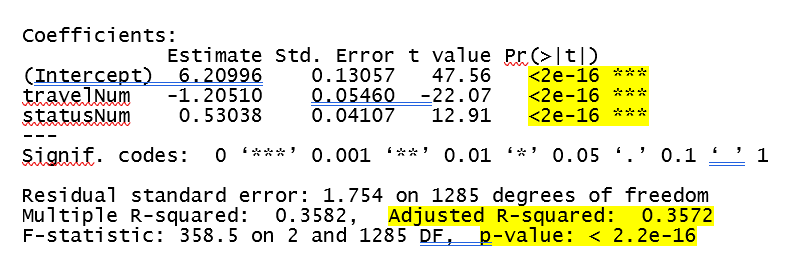 Coefficients:
Estimate Std. Error t value Pr(>|t|)
(Intercept) 6.20996 0.13057 47.56 <2e-16 ***
travelNum -1.20510 0.05460 -22.07 <2e-16 ***
statusNum 0.53038 0.04107 12.91 <2e-16 ***
---
Signif. codes: 0 ‘***’ 0.001 ‘**’ 0.01 ‘*’ 0.05 ‘.’ 0.1 ‘ ’ 1
Residual standard error: 1.754 on 1285 degrees of freedom
Multiple R-squared: 0.3582, Adjusted R-squared: 0.3572
F-statistic: 358.5 on 2 and 1285 DF, p-value: < 2.2e-16